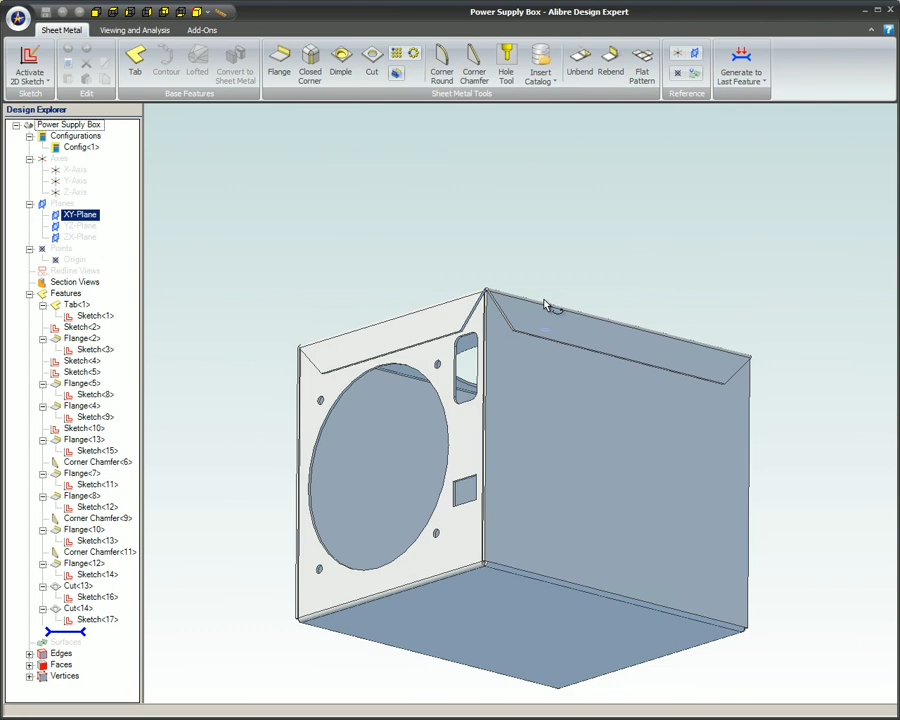 Power Supply Box - Alibre Design Expert
Sheet Metal
Viewing and Analysis
Add-Ons
Activate
2D Sketch
Tab
Contour
Lofted
Convert to
Sheet Metal
Flange
Closed
Corner
Dimple
Cut
Corner
Round
Corner
Chamfer
Hole
Tool
Insert
Catalog
Unbend
Rebend
Flat
Pattern
Generate to
Last Feature
Sketch
Edit
Base Features
Sheet Metal Tools
Reference
Design Explorer
Power Supply Box
Configurations
Config<1>
Axes
X-Axis
Y-Axis
Z-Axis
Planes
XY-Plane
YZ-Plane
ZX-Plane
Points
Origin
Redline Views
Section Views
Features
Tab<1>
Sketch<1>
Sketch<2>
Flange<2>
Sketch<3>
Sketch<4>
Sketch<5>
Flange<5>
Sketch<8>
Flange<4>
Sketch<9>
Sketch<10>
Flange<13>
Sketch<15>
Corner Chamfer<6>
Flange<7>
Sketch<11>
Flange<8>
Sketch<12>
Corner Chamfer<9>
Flange<10>
Sketch<13>
Corner Chamfer<11>
Flange<12>
Sketch<14>
Cut<13>
Sketch<16>
Cut<14>
Sketch<17>
Surfaces
Edges
Faces
Vertices